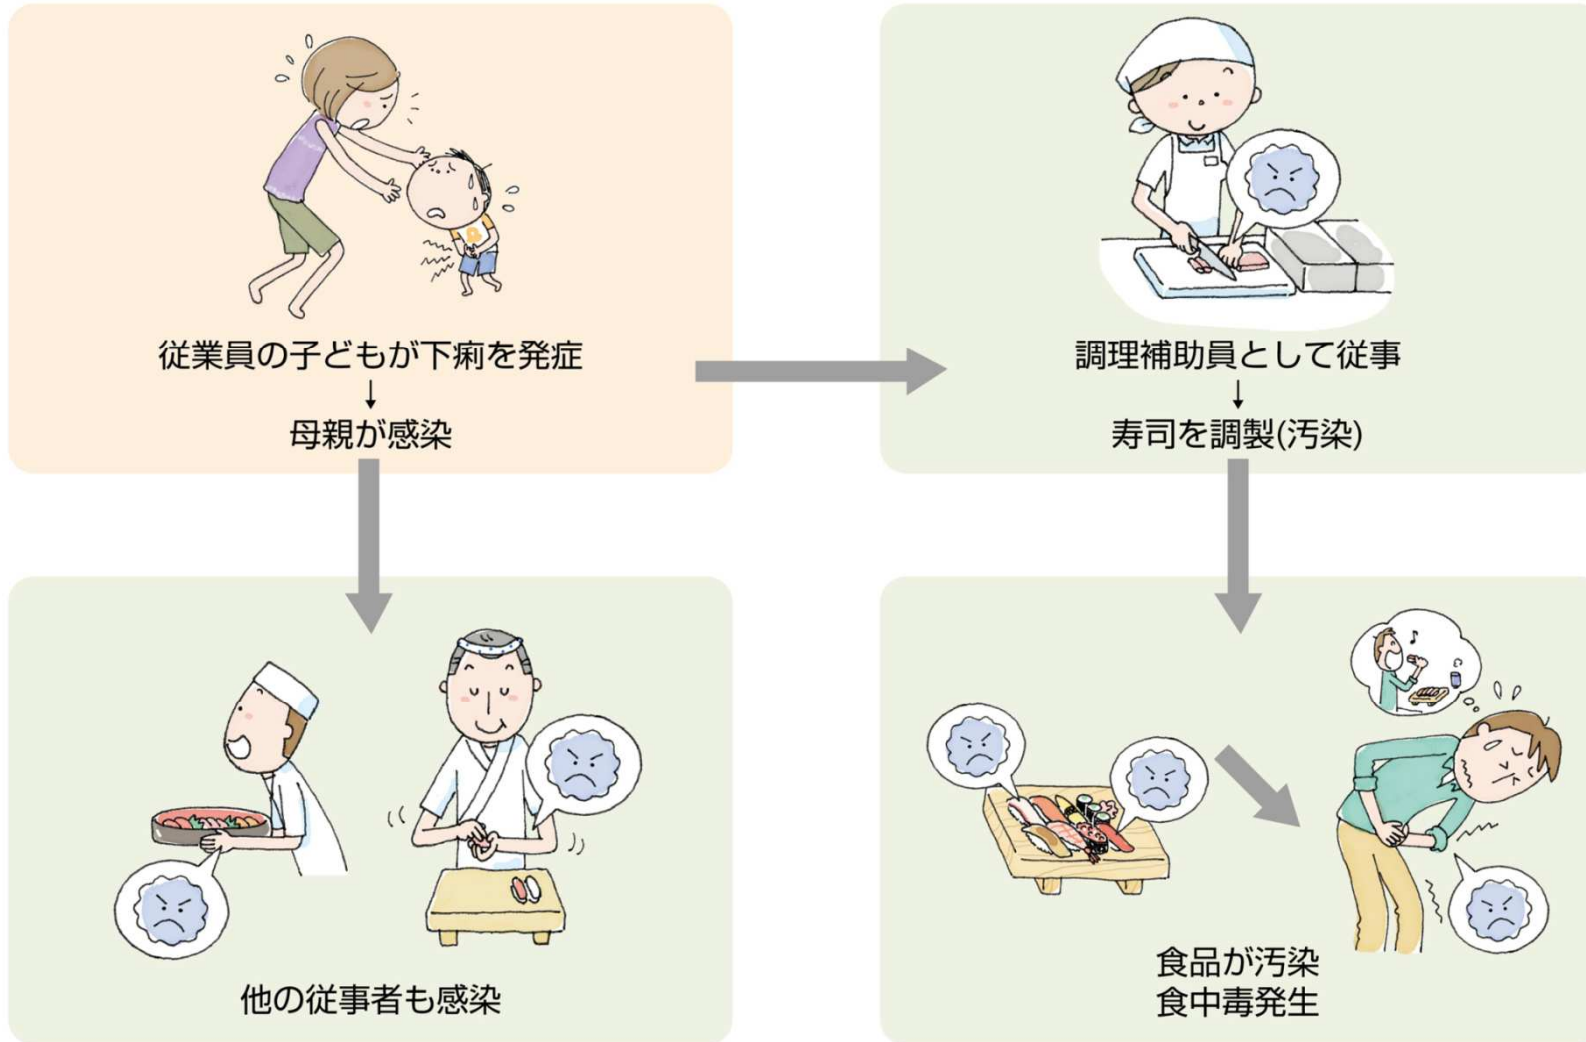 従業員の子どもが下痢を発症
↓
母親が感染
調理補助員として従事
↓
寿司を調製(汚染)
他の従事者も感染
食品が汚染
食中毒発生